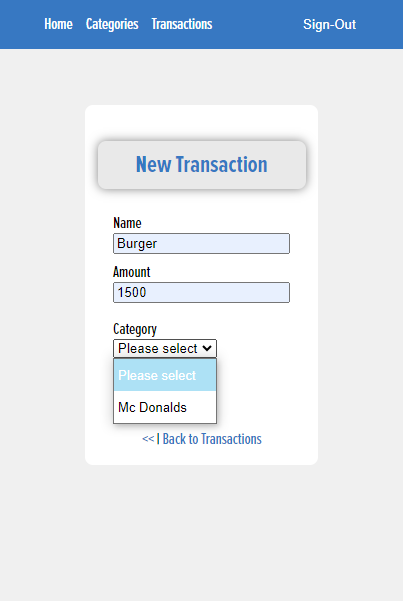 Home Categories Transactions Sign-Out
New Transaction
Name
Burger
Amount
1500
Category
Please select
Please select
Mc Donalds
<< | Back to Transactions